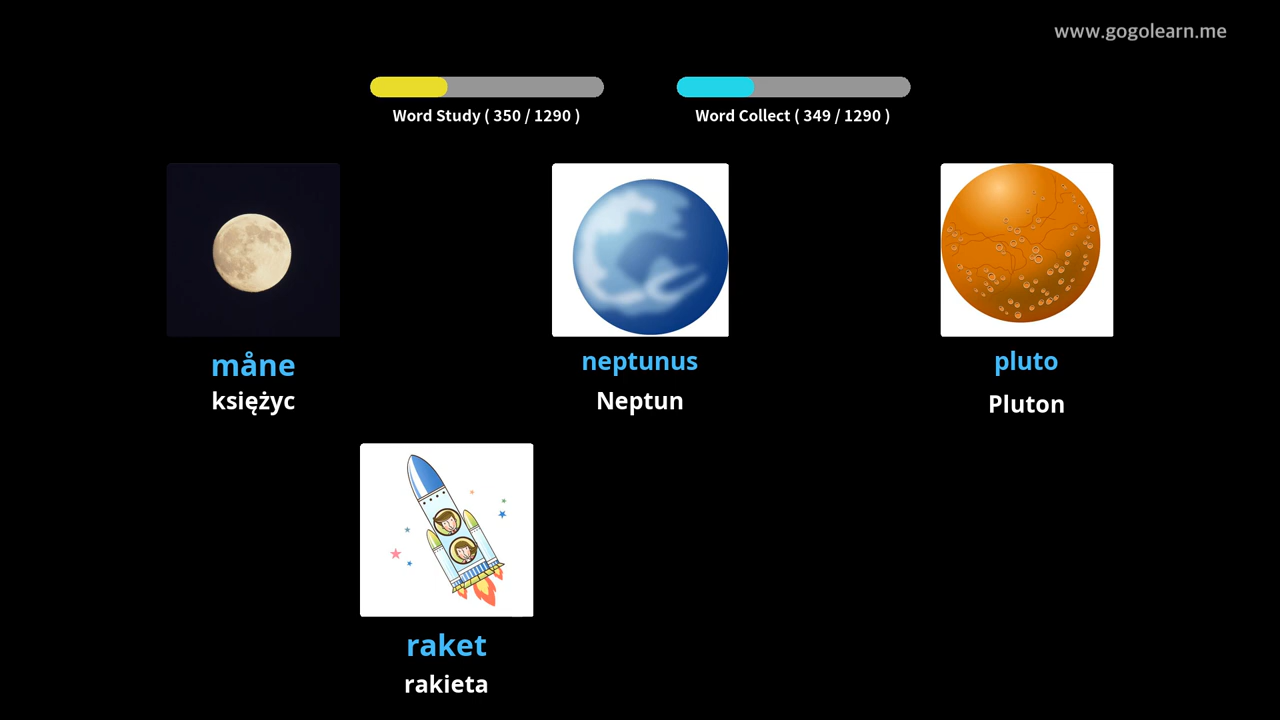 www.gogolearn.me
Word Study ( 350 / 1290 )
Word Collect ( 349 / 1290 )
måne
księżyc
neptunus
Neptun
pluto
Pluton
raket
rakieta